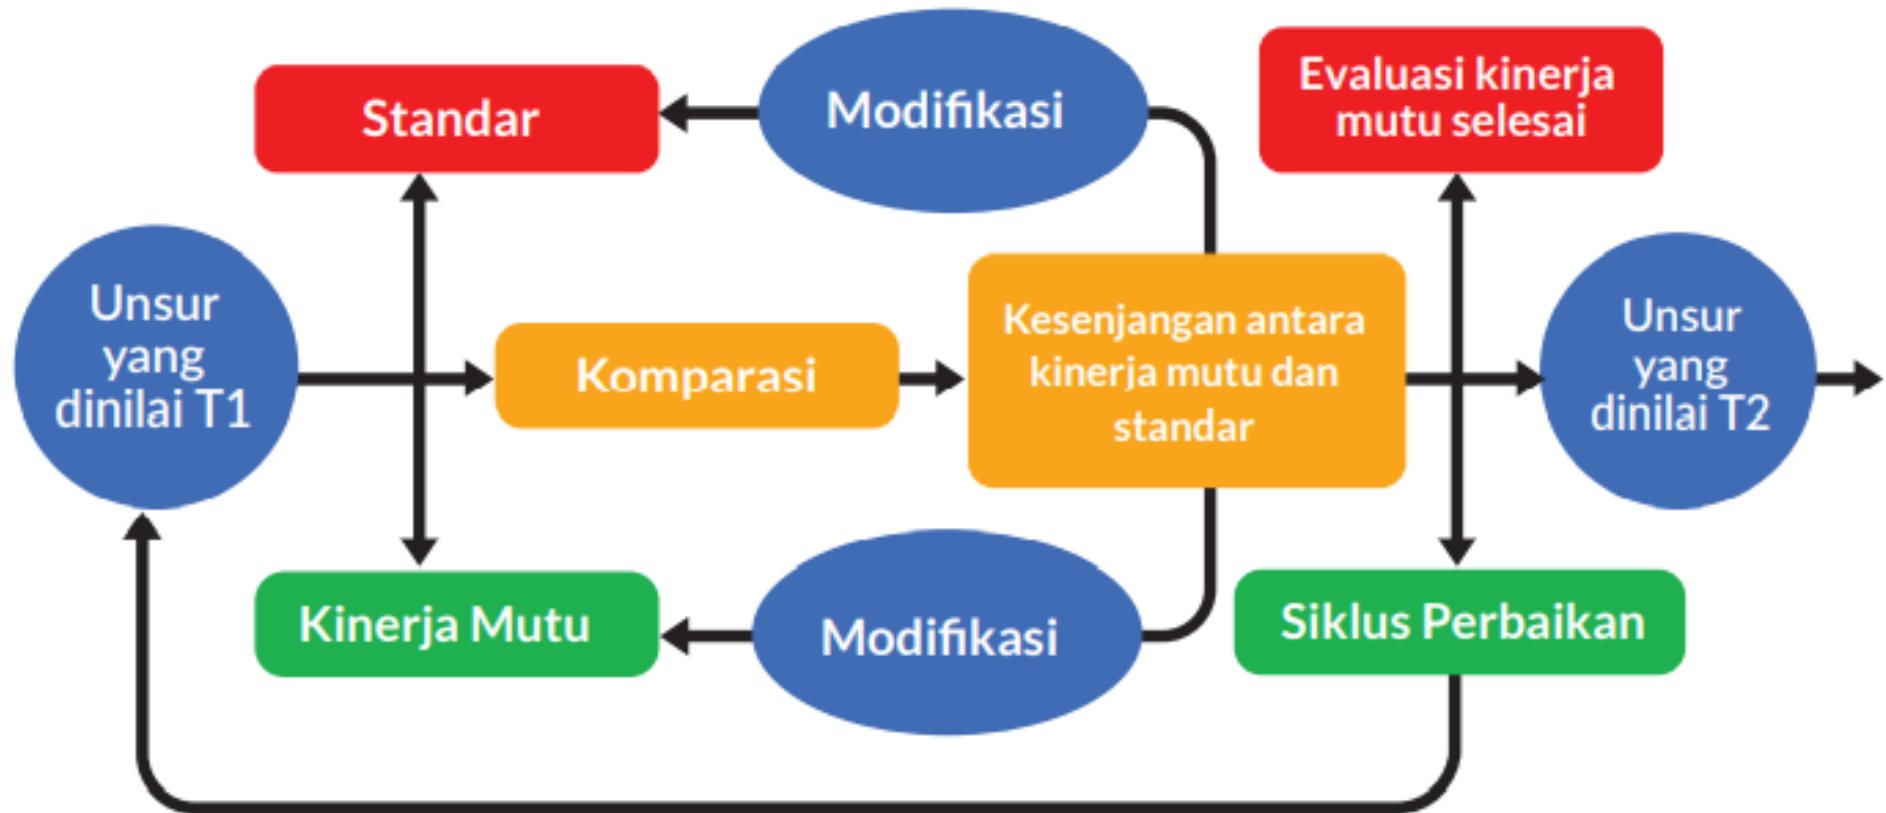 Standar
Modifikasi
Evaluasi kinerja
mutu selesai
Unsur
yang
dinilai T1
Komparasi
Kesenjangan antara
kinerja mutu dan
standar
Unsur
yang
dinilai T2
Kinerja Mutu
Modifikasi
Siklus Perbaikan